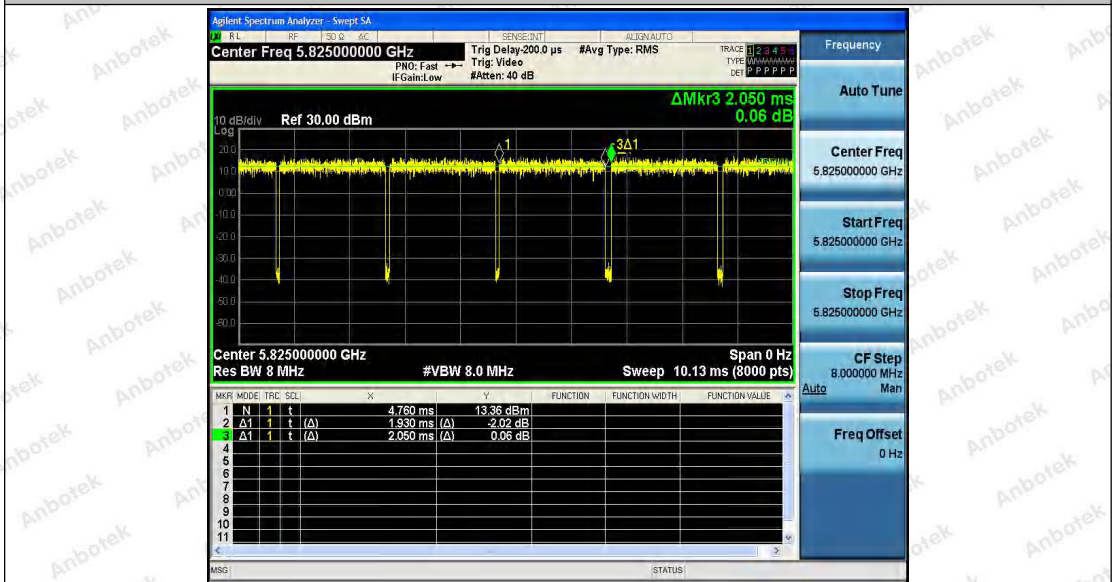 Agilent Spectrum Analyzer - Swept SA
RL RF 50 Ω AC SENSE:INT ALIGN AUTO
Center Freq 5.825000000 GHz
PNO: Fast
IFGain:Low
Trig Delay-200.0 µs
Trig: Video
#Atten: 40 dB
#Avg Type: RMS
TRACE 1 2 3 4 5 6
TYPE
DET P P P P P P
ΔMkr3 2.050 ms
0.06 dB
10 dB/div Ref 30.00 dBm
Log
20.0
10.0
0.00
-10.0
-20.0
-30.0
-40.0
-50.0
-60.0
1
3Δ1
Center 5.825000000 GHz
Span 0 Hz
Res BW 8 MHz
#VBW 8.0 MHz
Sweep 10.13 ms (8000 pts)
MKR MODE TRC SCL X Y FUNCTION FUNCTION WIDTH FUNCTION VALUE
1 N 1 t 4.760 ms 13.36 dBm
2 Δ1 1 t (Δ) 1.930 ms (Δ) -2.02 dB
3 Δ1 1 t (Δ) 2.050 ms (Δ) 0.06 dB
4
5
6
7
8
9
10
11
MSG
STATUS
Frequency
Auto Tune
Center Freq
5.825000000 GHz
Start Freq
5.825000000 GHz
Stop Freq
5.825000000 GHz
CF Step
8.000000 MHz
Auto Man
Freq Offset
0 Hz
Anbotek